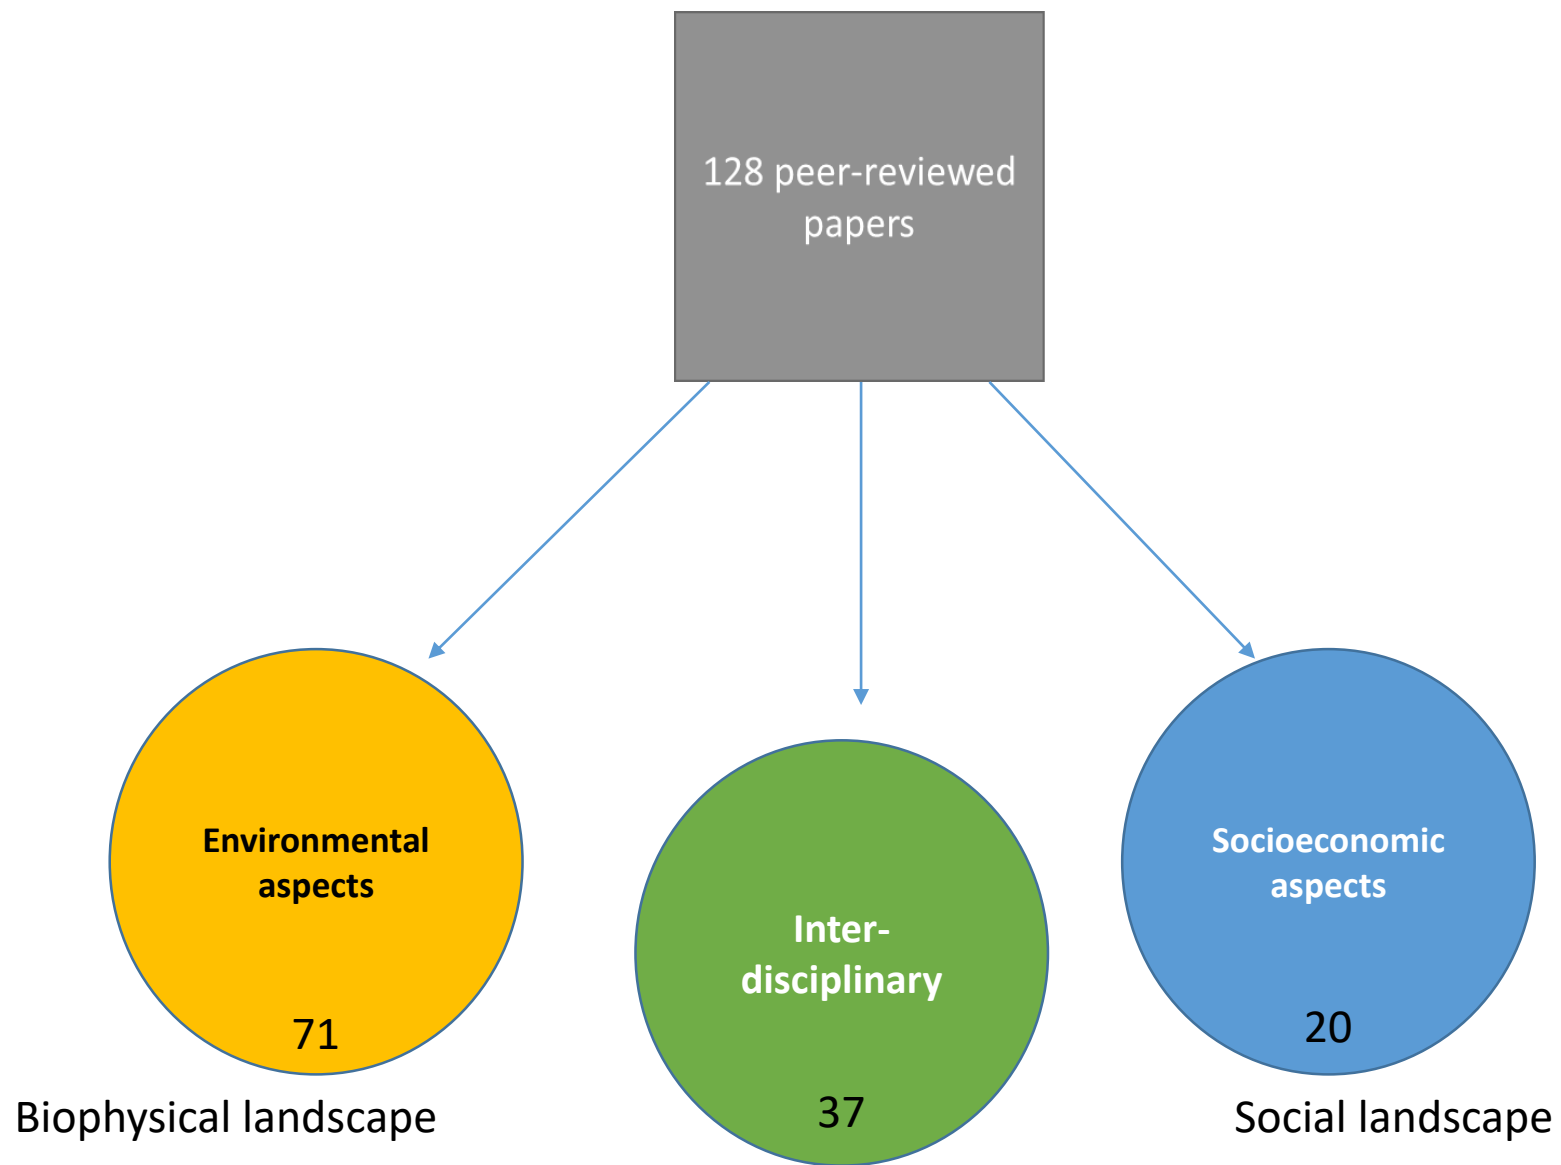 128 peer-reviewed
papers
Environmental
aspects
71
Biophysical landscape
Inter-
disciplinary
37
Socioeconomic
aspects
20
Social landscape